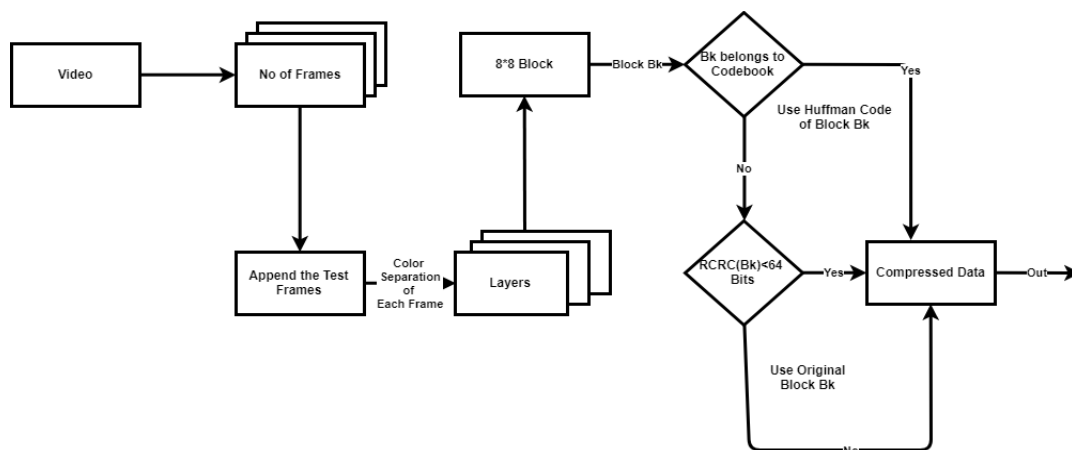 Video
No of Frames
8*8 Block
Block Bk
Bk belongs to
Codebook
Yes
Use Huffman Code
of Block Bk
No
Append the Test
Frames
Color
Separation
of
Each Frame
Layers
RCRC(Bk)<64
Bits
Yes
Compressed Data
Out
Use Original
Block Bk
No